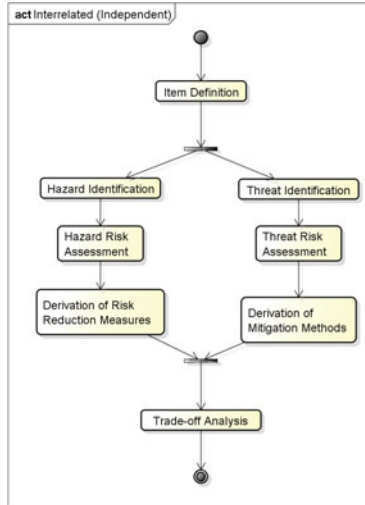 act Interrelated (Independent)
Item Definition
Hazard Identification
Threat Identification
Hazard Risk
Assessment
Threat Risk
Assessment
Derivation of Risk
Reduction Measures
Derivation of
Mitigation Methods
Trade-off Analysis